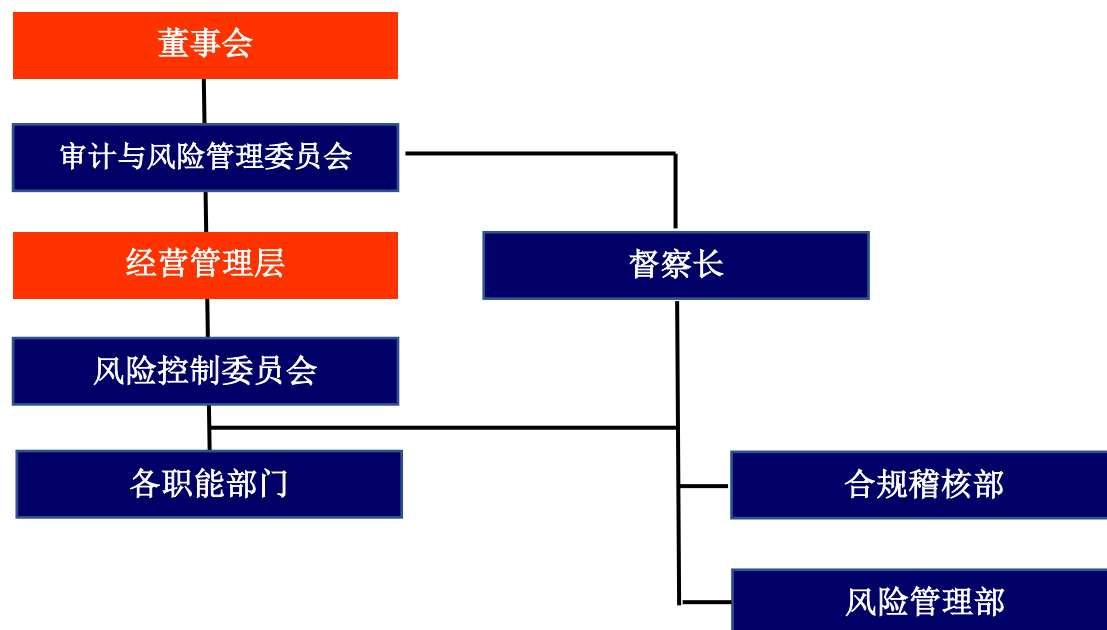 董事会
审计与风险管理委员会
经营管理层
督察长
风险控制委员会
各职能部门
合规稽核部
风险管理部